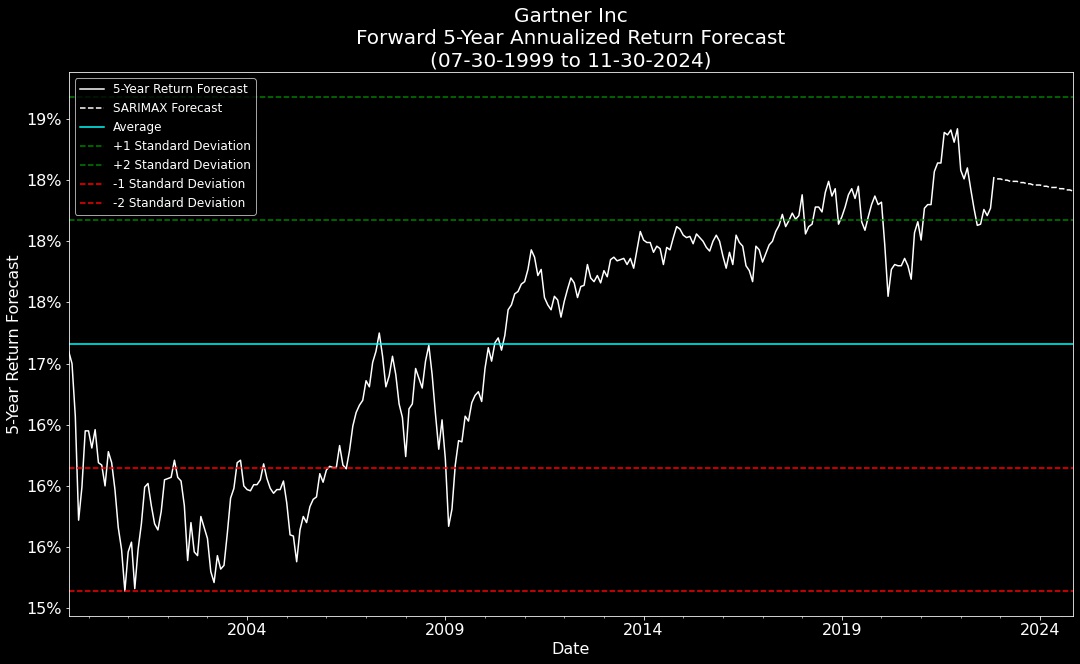 Gartner Inc
Forward 5-Year Annualized Return Forecast
(07-30-1999 to 11-30-2024)
5-Year Return Forecast
SARIMAX Forecast
Average
+1 Standard Deviation
+2 Standard Deviation
-1 Standard Deviation
-2 Standard Deviation
19%
18%
18%
18%
17%
16%
16%
16%
15%
5-Year Return Forecast
2004
2009
2014
2019
2024
Date